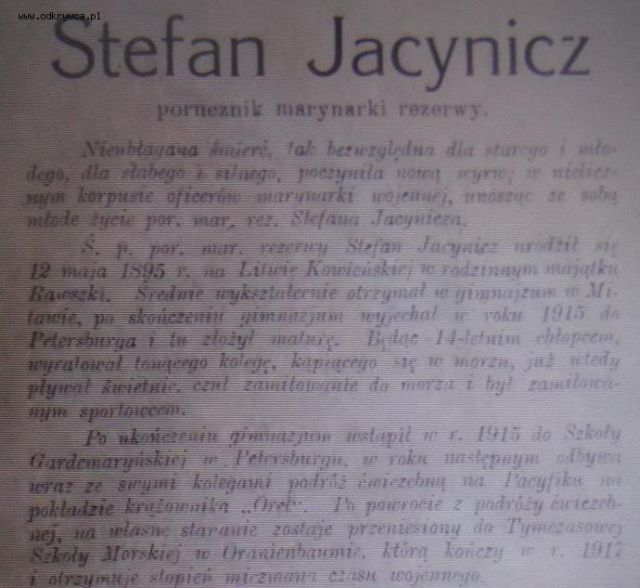 www.odkrywca.pl
Stefan Jacynicz
porucznik marynarki rezerwy.
Nieubłagana śmierć, tak bezwzględna dla starego i mło-
dego, dla słabego i silnego, poczyniła nową wyrwę w nielicz-
nym korpusie oficerów marynarki wojennej, unosząc ze sobą
młode życie por. mar. rez. Stefana Jacynicza.
Ś. p. por. mar. rezerwy Stefan Jacynicz urodził się
12 maja 1895 r. na Litwie Kowieńskiej w rodzinnym majątku
Rawszki. Średnie wykształcenie otrzymał w gimnajzum w Mi-
tawie, po skończeniu gimnazjum wyjechał w roku 1915 do
Petersburga i tu złożył maturę. Będąc 14-letnim chłopcem,
wyratował tonącego kolegę, kąpiącego się w morzu, już wtedy
pływał świetnie, czuł zamiłowanie do morza i był zamiłowa-
nym sportowcem.
Po ukończeniu gimnazjum wstąpił w r. 1915 do Szkoły
Gardemaryńskiej w Petersburgu, w roku następnym odbywa
wraz ze swymi kolegami podróż ćwiczebną na Pacyfiku na
pokładzie krążownika „Oreł". Po powrocie z podróży ćwiczeb-
nej, na własne staranie zostaje przeniesiony do Tymczasowej
Szkoły Morskiej w Oranienbaumie, którą kończy w r. 1917
i otrzymuje stopień miczmana czasu wojennego.